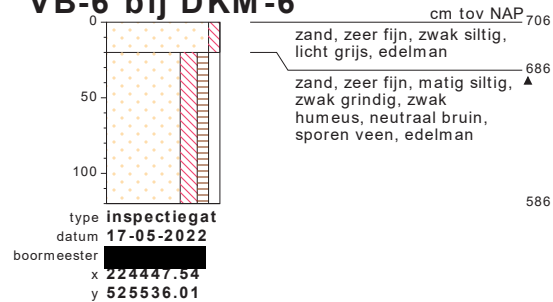 VB-6 bij DKM-6
cm tov NAP
0
706
zand, zeer fijn, zwak siltig,
licht grijs, edelman
686
zand, zeer fijn, matig siltig,
zwak grindig, zwak
humeus, neutraal bruin,
sporen veen, edelman
50
100
586
type inspectiegat
datum 17-05-2022
boormeester
x 224447.54
y 525536.01